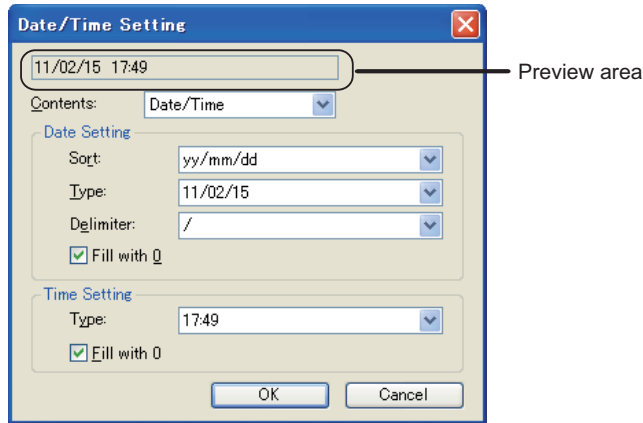 Date/Time Setting
11/02/15 17:49
Preview area
Contents: Date/Time
Date Setting
Sort: yy/mm/dd
Type: 11/02/15
Delimiter: /
Fill with 0
Time Setting
Type: 17:49
Fill with 0
OK Cancel